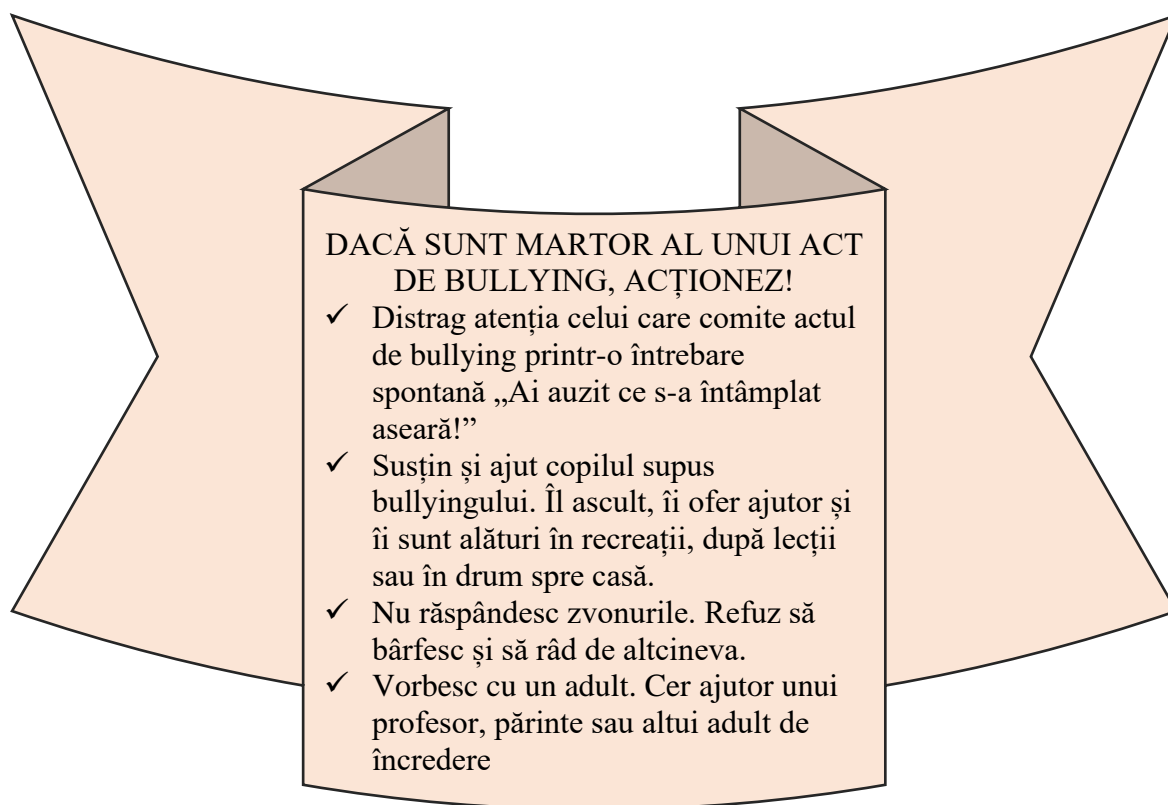 DACĂ SUNT MARTOR AL UNUI ACT
DE BULLYING, ACȚIONEZ!
✓ Distrag atenția celui care comite actul
de bullying printr-o întrebare
spontană „Ai auzit ce s-a întâmplat
aseară!”
✓ Susțin și ajut copilul supus
bullyingului. Îl ascult, îi ofer ajutor și
îi sunt alături în recreații, după lecții
sau în drum spre casă.
✓ Nu răspândesc zvonurile. Refuz să
bârfesc și să râd de altcineva.
✓ Vorbesc cu un adult. Cer ajutor unui
profesor, părinte sau altui adult de
încredere